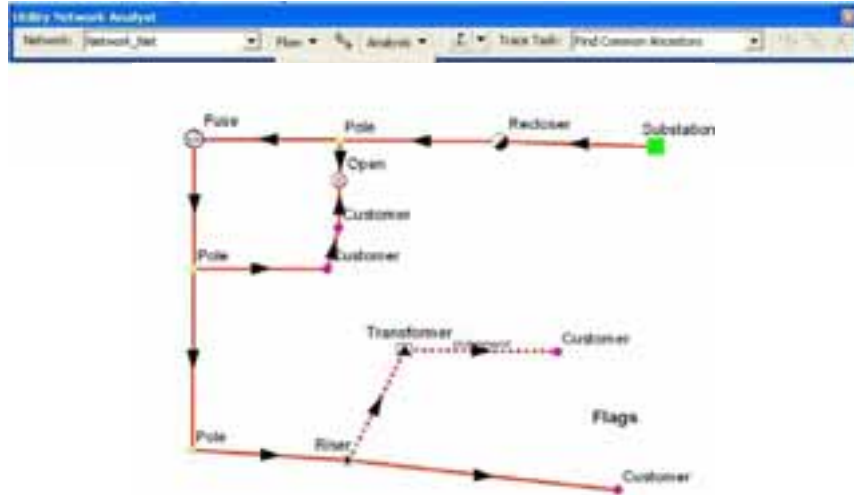 Utility Network Analyst
Network: Network_Net Flow Analysis Trace Task: Find Common Ancestors
Fuse
Pole
Recloser
Substation
Open
Customer
Pole
Customer
Transformer
Customer
Flags
Pole
Riser
Customer